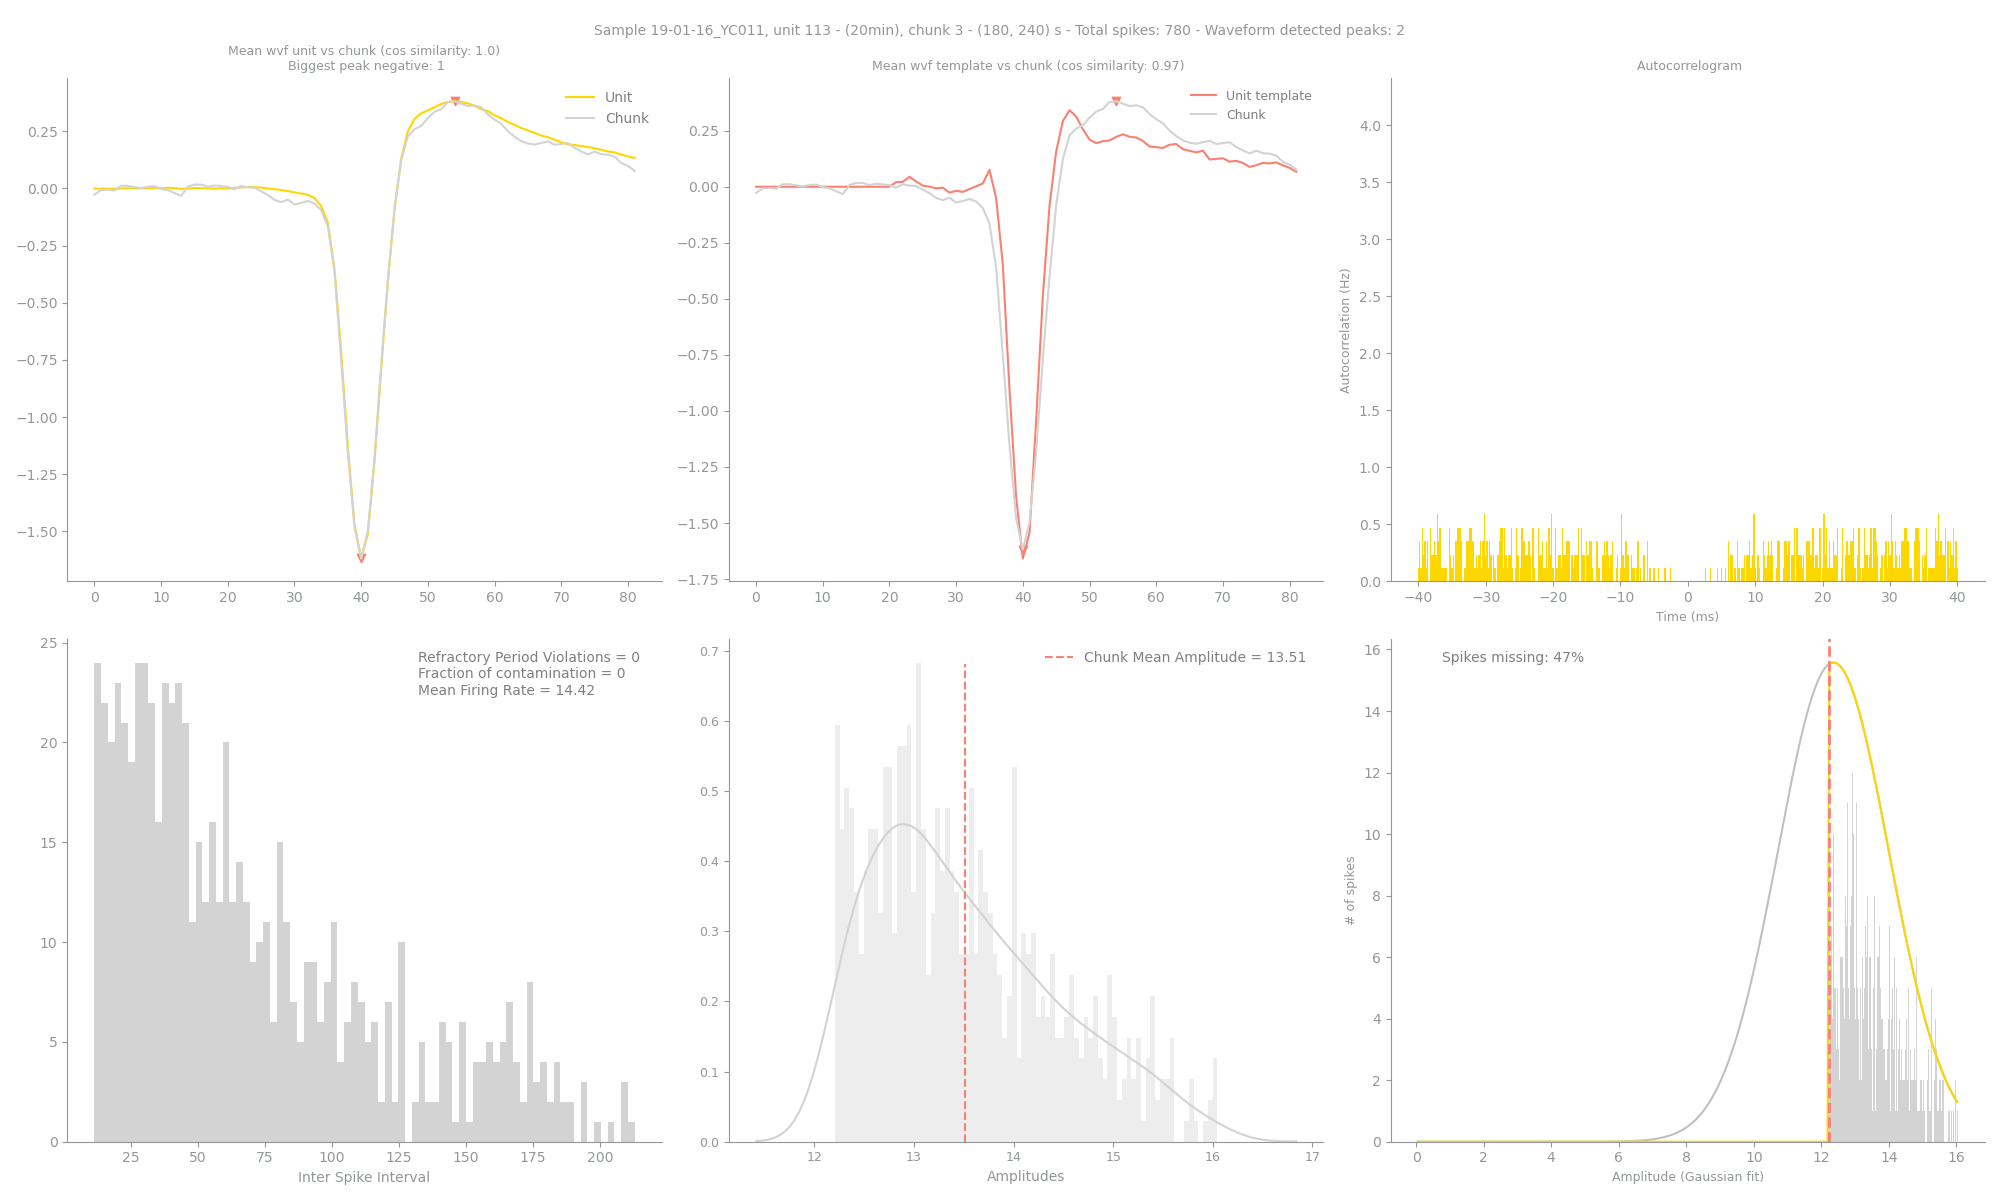 Sample 19-01-16_YC011, unit 113 - (20min), chunk 3 - (180, 240) s - Total spikes: 780 - Waveform detected peaks: 2
Mean wvf unit vs chunk (cos similarity: 1.0)
Biggest peak negative: 1
Unit
Chunk
0.25
0.00
−0.25
−0.50
−0.75
−1.00
−1.25
−1.50
0 10 20 30 40 50 60 70 80
Mean wvf template vs chunk (cos similarity: 0.97)
Unit template
Chunk
0.25
0.00
−0.25
−0.50
−0.75
−1.00
−1.25
−1.50
−1.75
0 10 20 30 40 50 60 70 80
Autocorrelogram
Autocorrelation (Hz)
4.0
3.5
3.0
2.5
2.0
1.5
1.0
0.5
0.0
−40 −30 −20 −10 0 10 20 30 40
Time (ms)
Refractory Period Violations = 0
Fraction of contamination = 0
Mean Firing Rate = 14.42
25
20
15
10
5
0
25 50 75 100 125 150 175 200
Inter Spike Interval
Chunk Mean Amplitude = 13.51
0.7
0.6
0.5
0.4
0.3
0.2
0.1
0.0
12 13 14 15 16 17
Amplitudes
Spikes missing: 47%
# of spikes
16
14
12
10
8
6
4
2
0
0 2 4 6 8 10 12 14 16
Amplitude (Gaussian fit)